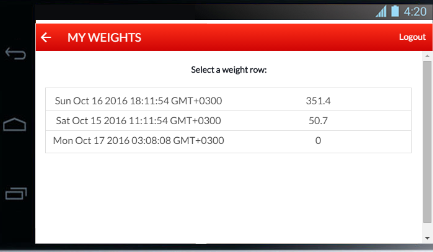 4:20
MY WEIGHTS Logout
Select a weight row:
Sun Oct 16 2016 18:11:54 GMT+0300 351.4
Sat Oct 15 2016 11:11:54 GMT+0300 50.7
Mon Oct 17 2016 03:08:08 GMT+0300 0